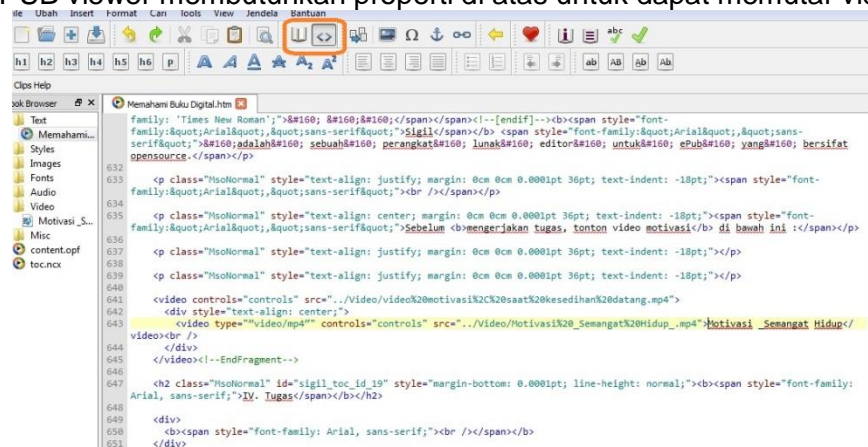 Ubah Insert Format Cari Tools View Jendela Bantuan
h1 h2 h3 h4 h5 h6 P A A A A₂ A² ab AB Ab Ab
Clips Help
ook Browser
Memahami Buku Digital.htm
Text
Memahami...
Styles
Images
Fonts
Audio
Video
Motivasi _S...
Misc
content.opf
toc.ncx
family: 'Times New Roman';">&#160; &#160;&#160;</span></span><!--[endif]--><b><span style="font-
family:&quot;Arial&quot;,&quot;sans-serif&quot;">Sigil</span></b> <span style="font-family:&quot;Arial&quot;,&quot;sans-
serif&quot;">&#160;adalah&#160; sebuah&#160; perangkat&#160; lunak&#160; editor&#160; untuk&#160; ePub&#160; yang&#160; bersifat
opensource.</span></p>
632
633 <p class="MsoNormal" style="text-align: justify; margin: 0cm 0cm 0.0001pt 36pt; text-indent: -18pt;"><span style="font-
family:&quot;Arial&quot;,&quot;sans-serif&quot;"><br /></span></p>
634
635 <p class="MsoNormal" style="text-align: center; margin: 0cm 0cm 0.0001pt 36pt; text-indent: -18pt;"><span style="font-
family:&quot;Arial&quot;,&quot;sans-serif&quot;">Sebelum <b>mengerjakan tugas, tonton video motivasi</b> di bawah ini :</span></p>
636
637 <p class="MsoNormal" style="text-align: justify; margin: 0cm 0cm 0.0001pt 36pt; text-indent: -18pt;"></p>
638
639 <p class="MsoNormal" style="text-align: justify; margin: 0cm 0cm 0.0001pt 36pt; text-indent: -18pt;"></p>
640
641 <video controls="controls" src="../Video/video%20motivasi%2C%20saat%20kesedihan%20datang.mp4">
642 <div style="text-align: center;">
643 <video type=""video/mp4"" controls="controls" src="../Video/Motivasi%20_Semangat%20Hidup_.mp4">Motivasi _Semangat Hidup</
video><br />
644 </div>
645 </video><!--EndFragment-->
646
647 <h2 class="MsoNormal" id="sigil_toc_id_19" style="margin-bottom: 0.0001pt; line-height: normal;"><b><span style="font-family:
Arial, sans-serif;">IV. Tugas</span></b></h2>
648
649 <div>
650 <b><span style="font-family: Arial, sans-serif;"><br /></span></b>
651 </div>